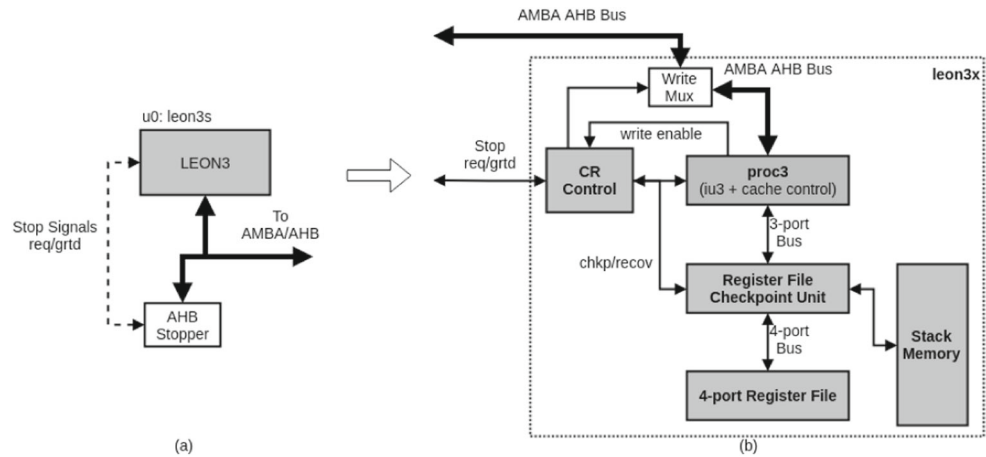 u0: leon3s
LEON3
Stop Signals
req/grtd
To
AMBA/AHB
AHB
Stopper
(a)
AMBA AHB Bus
leon3x
Write
Mux
AMBA AHB Bus
write enable
Stop
req/grtd
CR
Control
proc3
(iu3 + cache control)
3-port
Bus
chkp/recov
Register File
Checkpoint Unit
4-port
Bus
Stack
Memory
4-port Register File
(b)